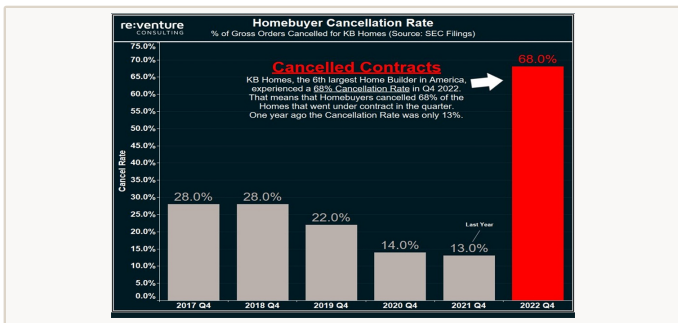 re:venture
CONSULTING
Homebuyer Cancellation Rate
% of Gross Orders Cancelled for KB Homes (Source: SEC Filings)
Cancelled Contracts
KB Homes, the 6th largest Home Builder in America,
experienced a 68% Cancellation Rate in Q4 2022.
That means that Homebuyers cancelled 68% of the
Homes that went under contract in the quarter.
One year ago the Cancellation Rate was only 13%.
Cancel Rate
75.0%
70.0%
65.0%
60.0%
55.0%
50.0%
45.0%
40.0%
35.0%
30.0%
25.0%
20.0%
15.0%
10.0%
5.0%
0.0%
28.0%
28.0%
22.0%
14.0%
Last Year
13.0%
68.0%
2017 Q4
2018 Q4
2019 Q4
2020 Q4
2021 Q4
2022 Q4